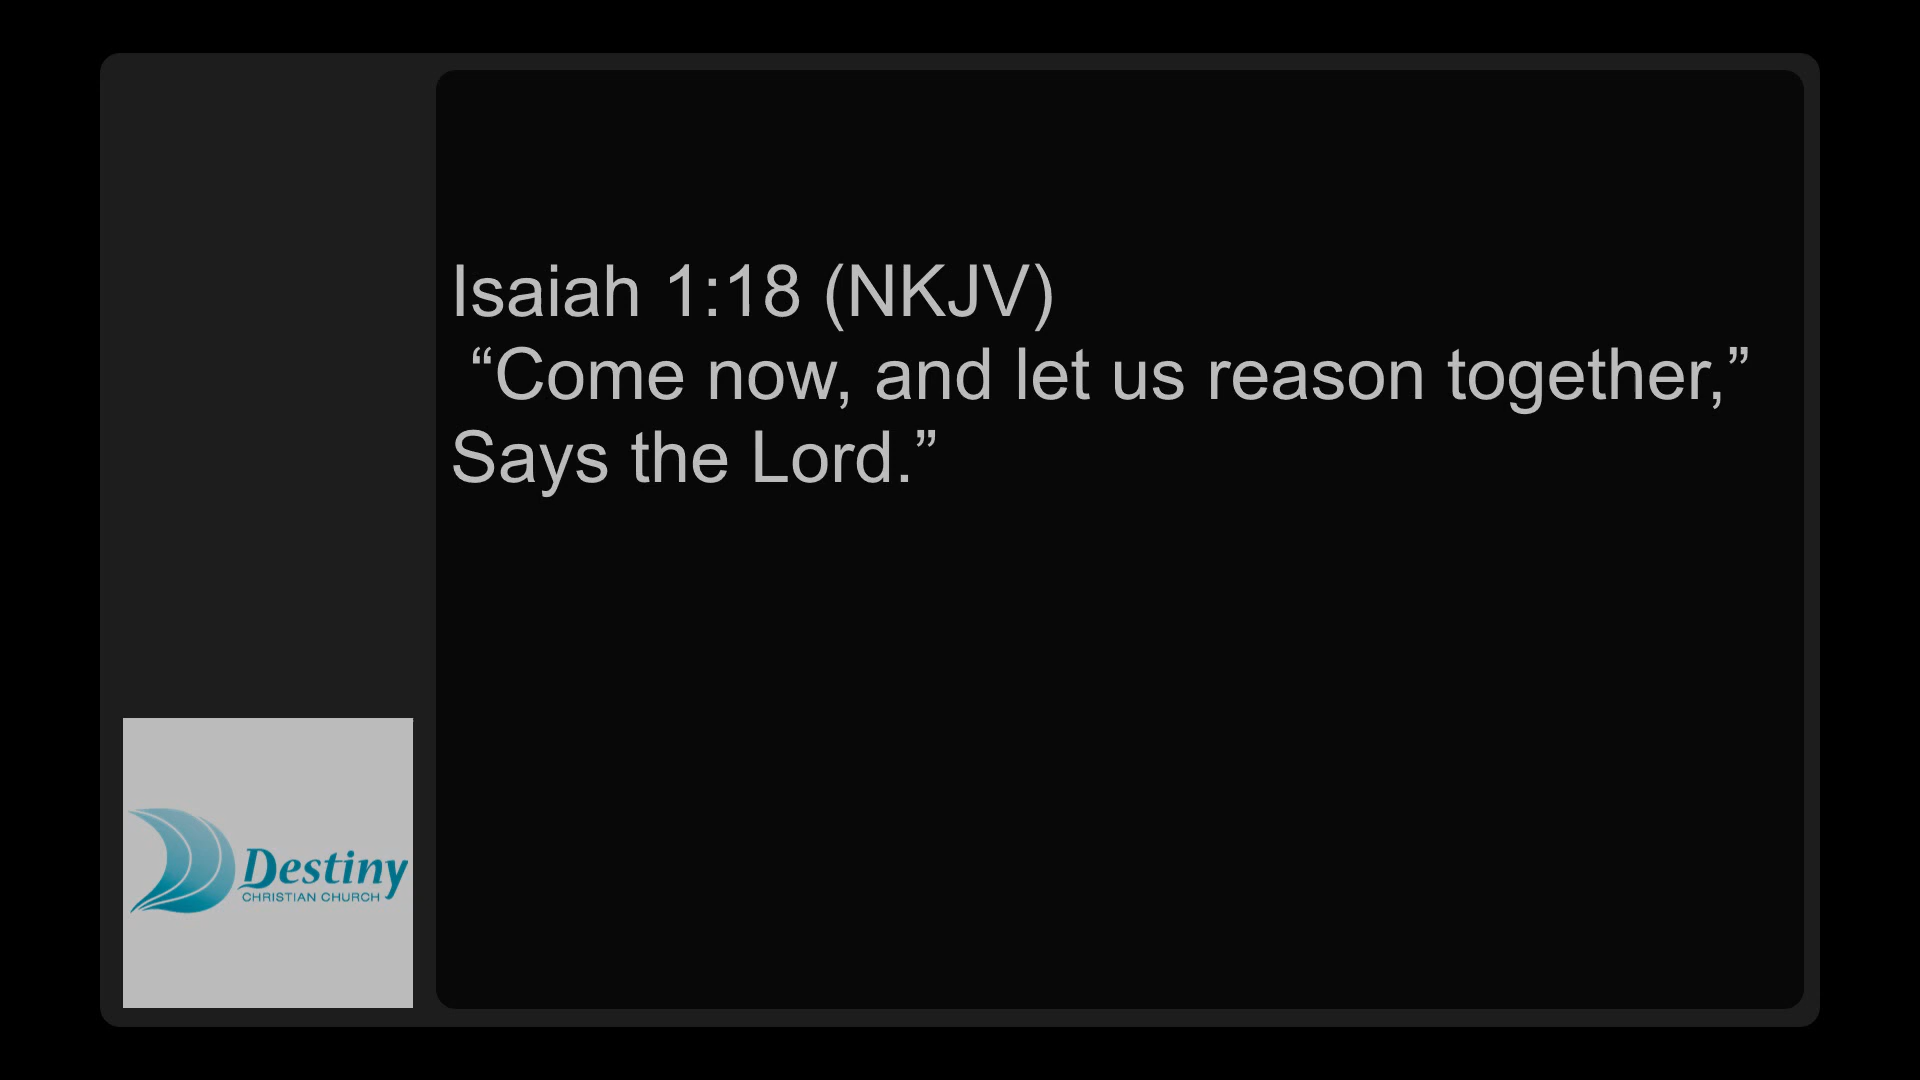 Isaiah 1:18 (NKJV)
“Come now, and let us reason together,”
Says the Lord.”
Destiny
CHRISTIAN CHURCH